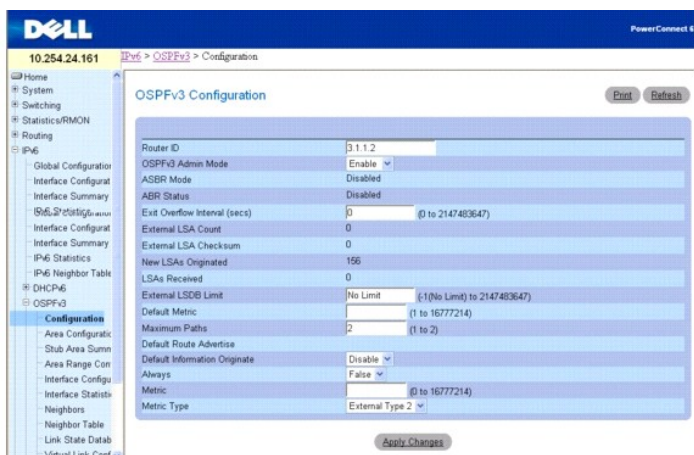 DELL
PowerConnect 6
10.254.24.161
IPv6 > OSPFv3 > Configuration
Home
System
Switching
Statistics/RMON
Routing
IPv6
Global Configuration
Interface Configurat
Interface Summary
Interface Configurat
Interface Summary
IPv6 Statistics
IPv6 Neighbor Table
DHCPv6
OSPFv3
Configuration
Area Configuratic
Stub Area Summ
Area Range Con
Interface Configu
Interface Statistic
Neighbors
Neighbor Table
Link State Datab
Virtual Link Conf
OSPFv3 Configuration
Print Refresh
Router ID 3.1.1.2
OSPFv3 Admin Mode Enable
ASBR Mode Disabled
ABR Status Disabled
Exit Overflow Interval (secs) 0 (0 to 2147483647)
External LSA Count 0
External LSA Checksum 0
New LSAs Originated 156
LSAs Received 0
External LSDB Limit No Limit (-1(No Limit) to 2147483647)
Default Metric (1 to 16777214)
Maximum Paths 2 (1 to 2)
Default Route Advertise
Default Information Originate Disable
Always False
Metric (0 to 16777214)
Metric Type External Type 2
Apply Changes